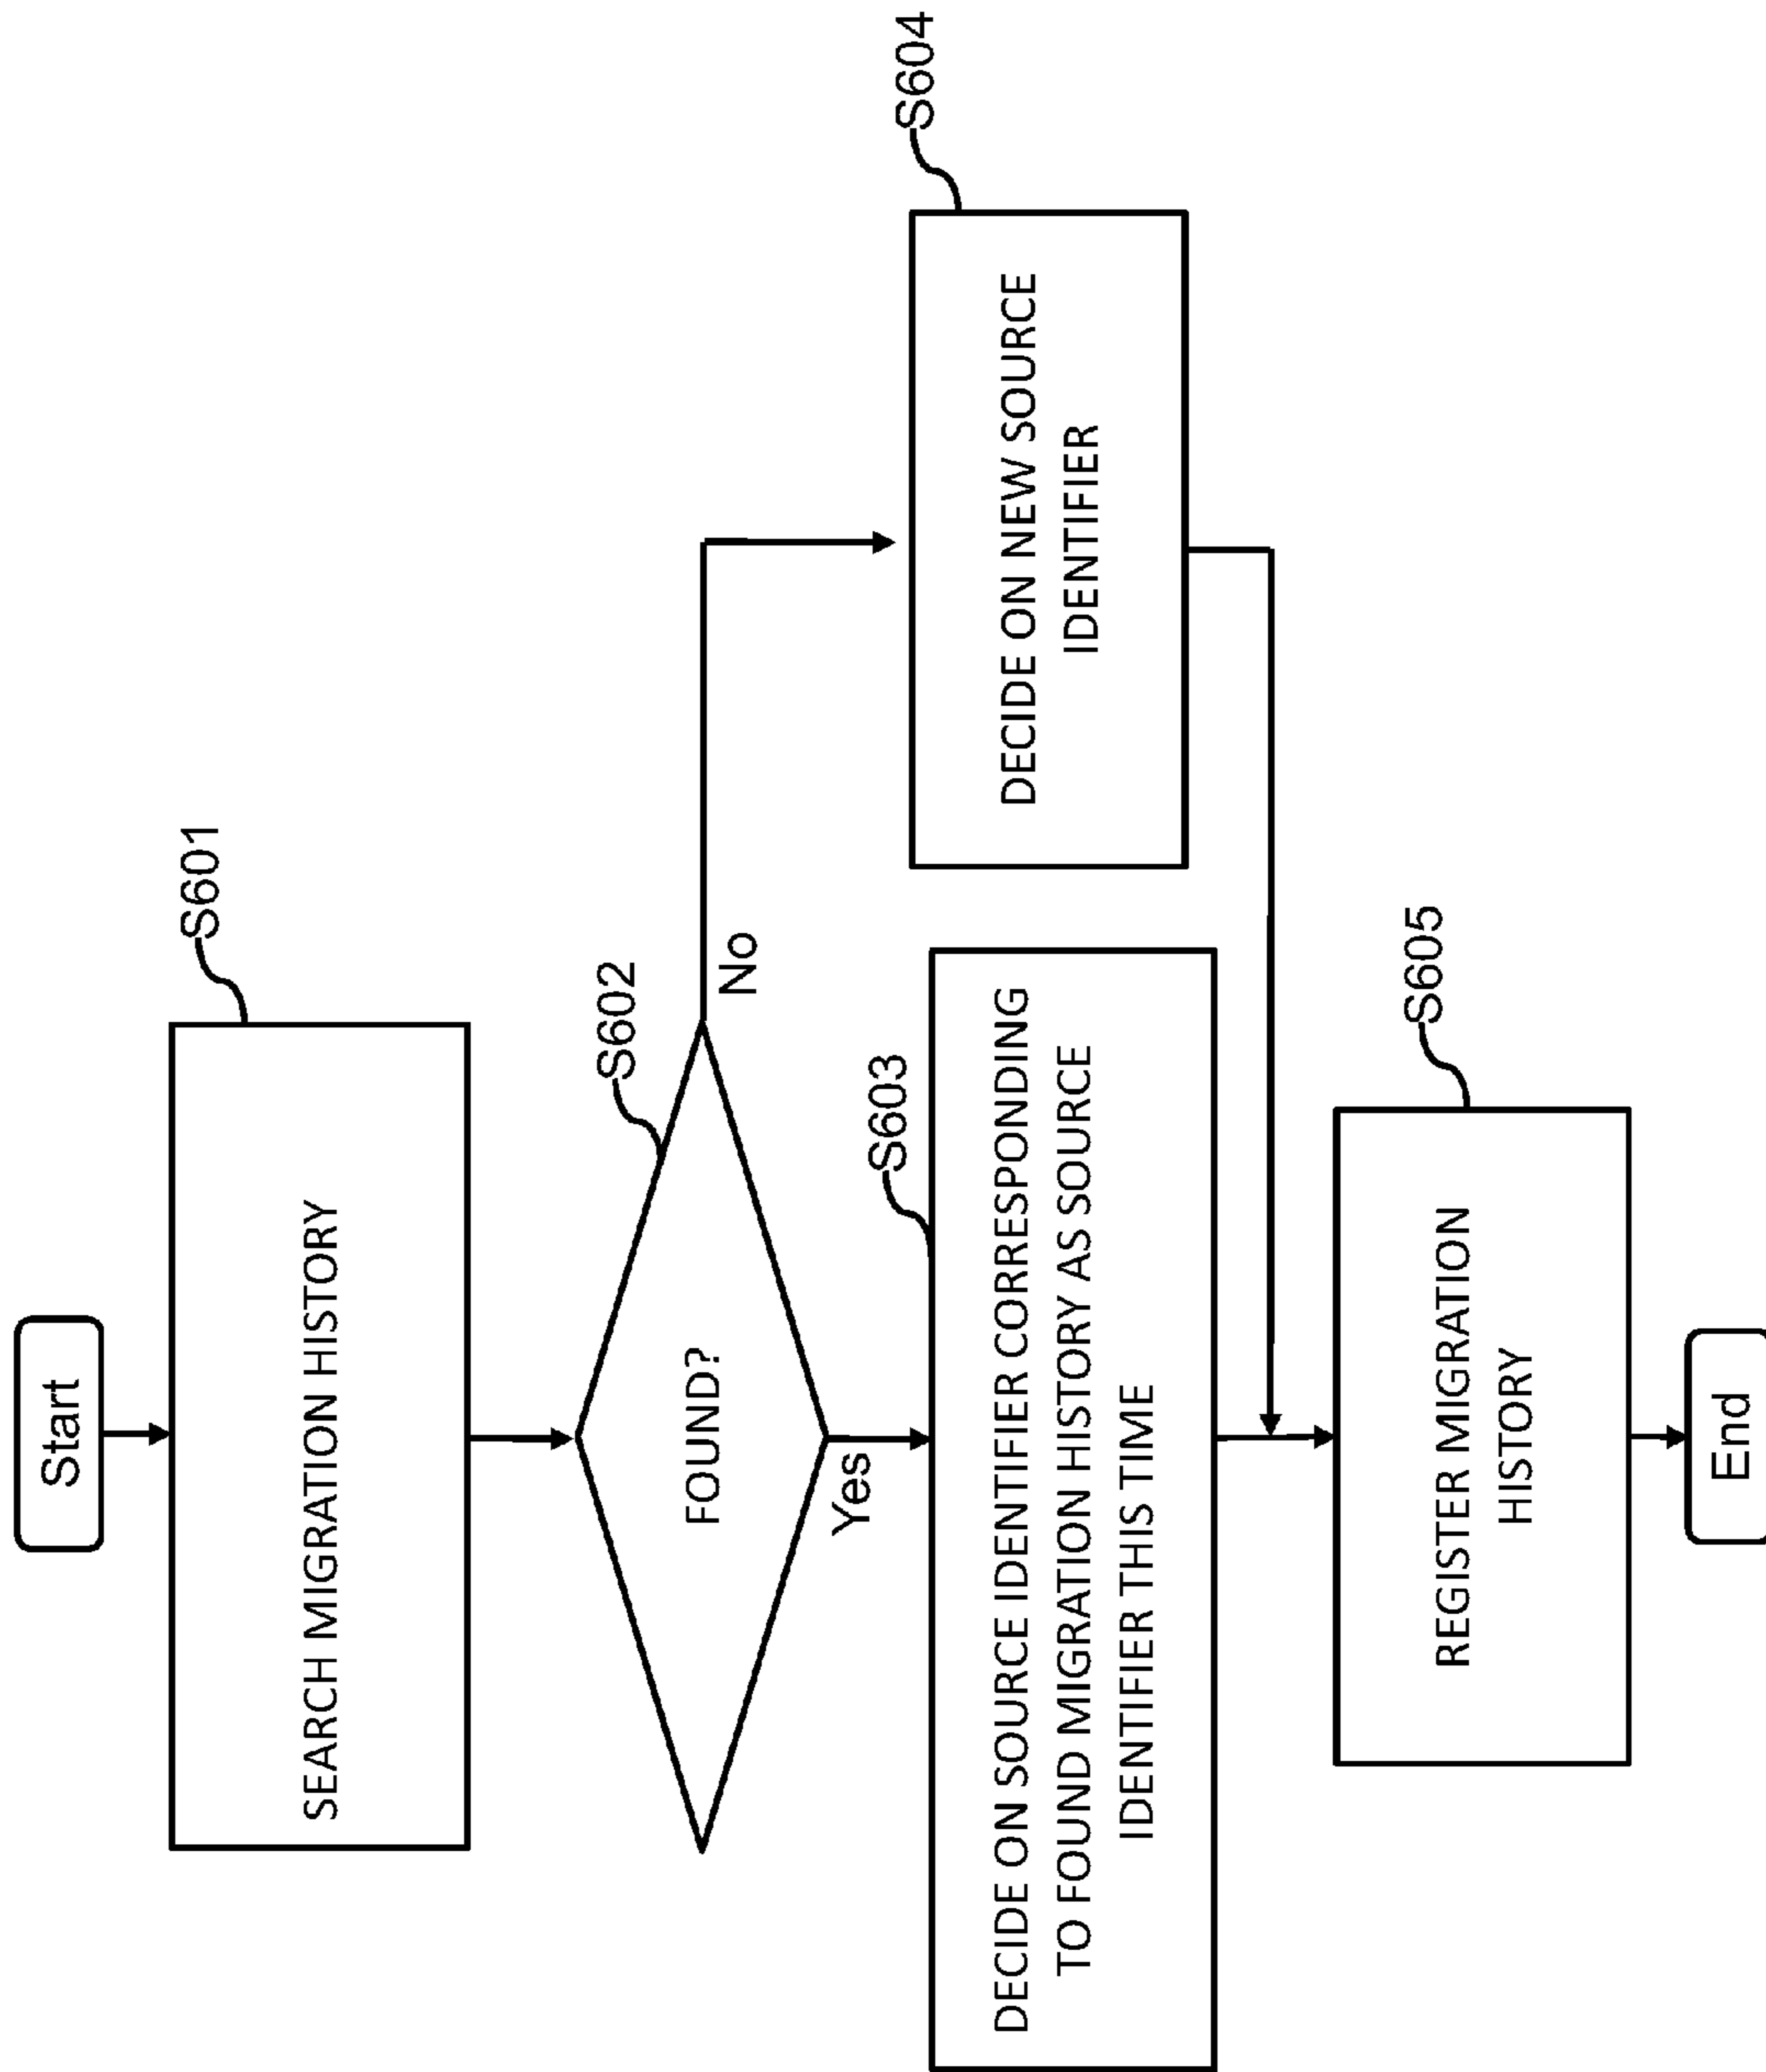 Start
S601
SEARCH MIGRATION HISTORY
S602
FOUND?
No
Yes
S603
DECIDE ON SOURCE IDENTIFIER CORRESPONDING
TO FOUND MIGRATION HISTORY AS SOURCE
IDENTIFIER THIS TIME
S604
DECIDE ON NEW SOURCE
IDENTIFIER
S605
REGISTER MIGRATION
HISTORY
End